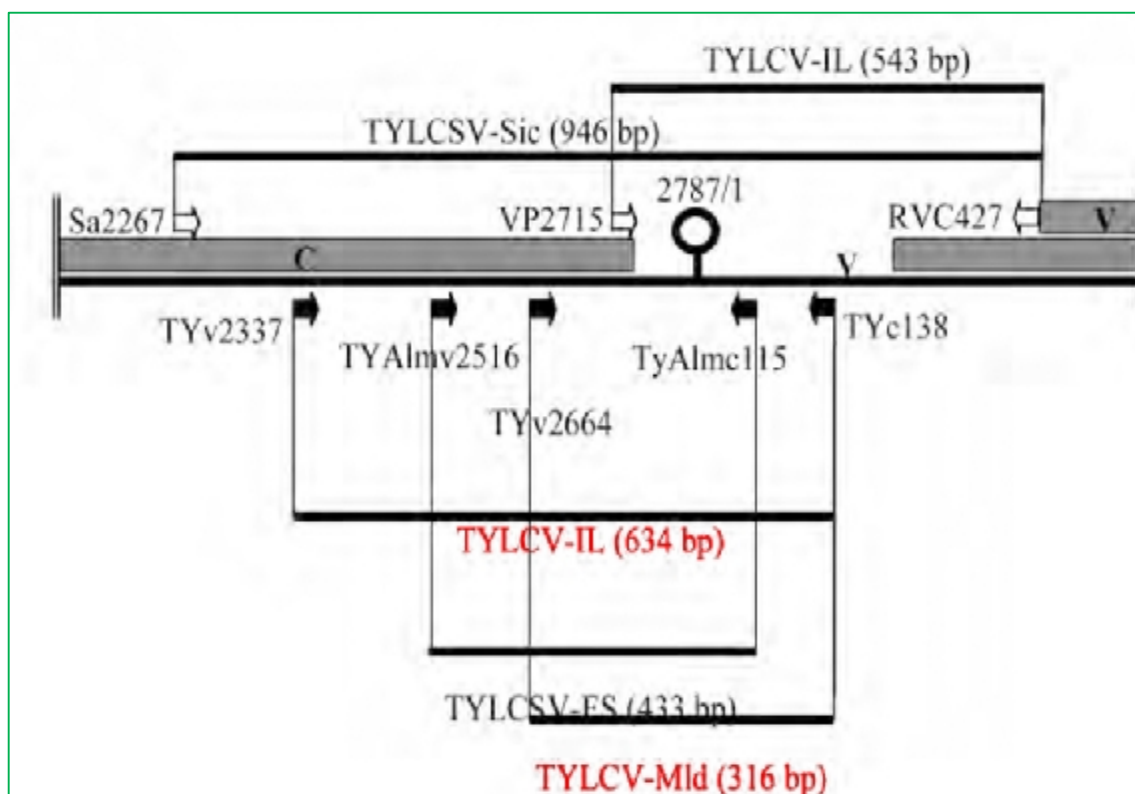 TYLCV-IL (543 bp)
TYLCSV-Sic (946 bp)
2787/1
Sa2267
VP2715
RVC427
V
C
V
TYv2337
TYAlmv2516
TyAlmc115
TYc138
TYv2664
TYLCV-IL (634 bp)
TYLCSV-ES (433 bp)
TYLCV-Mld (316 bp)